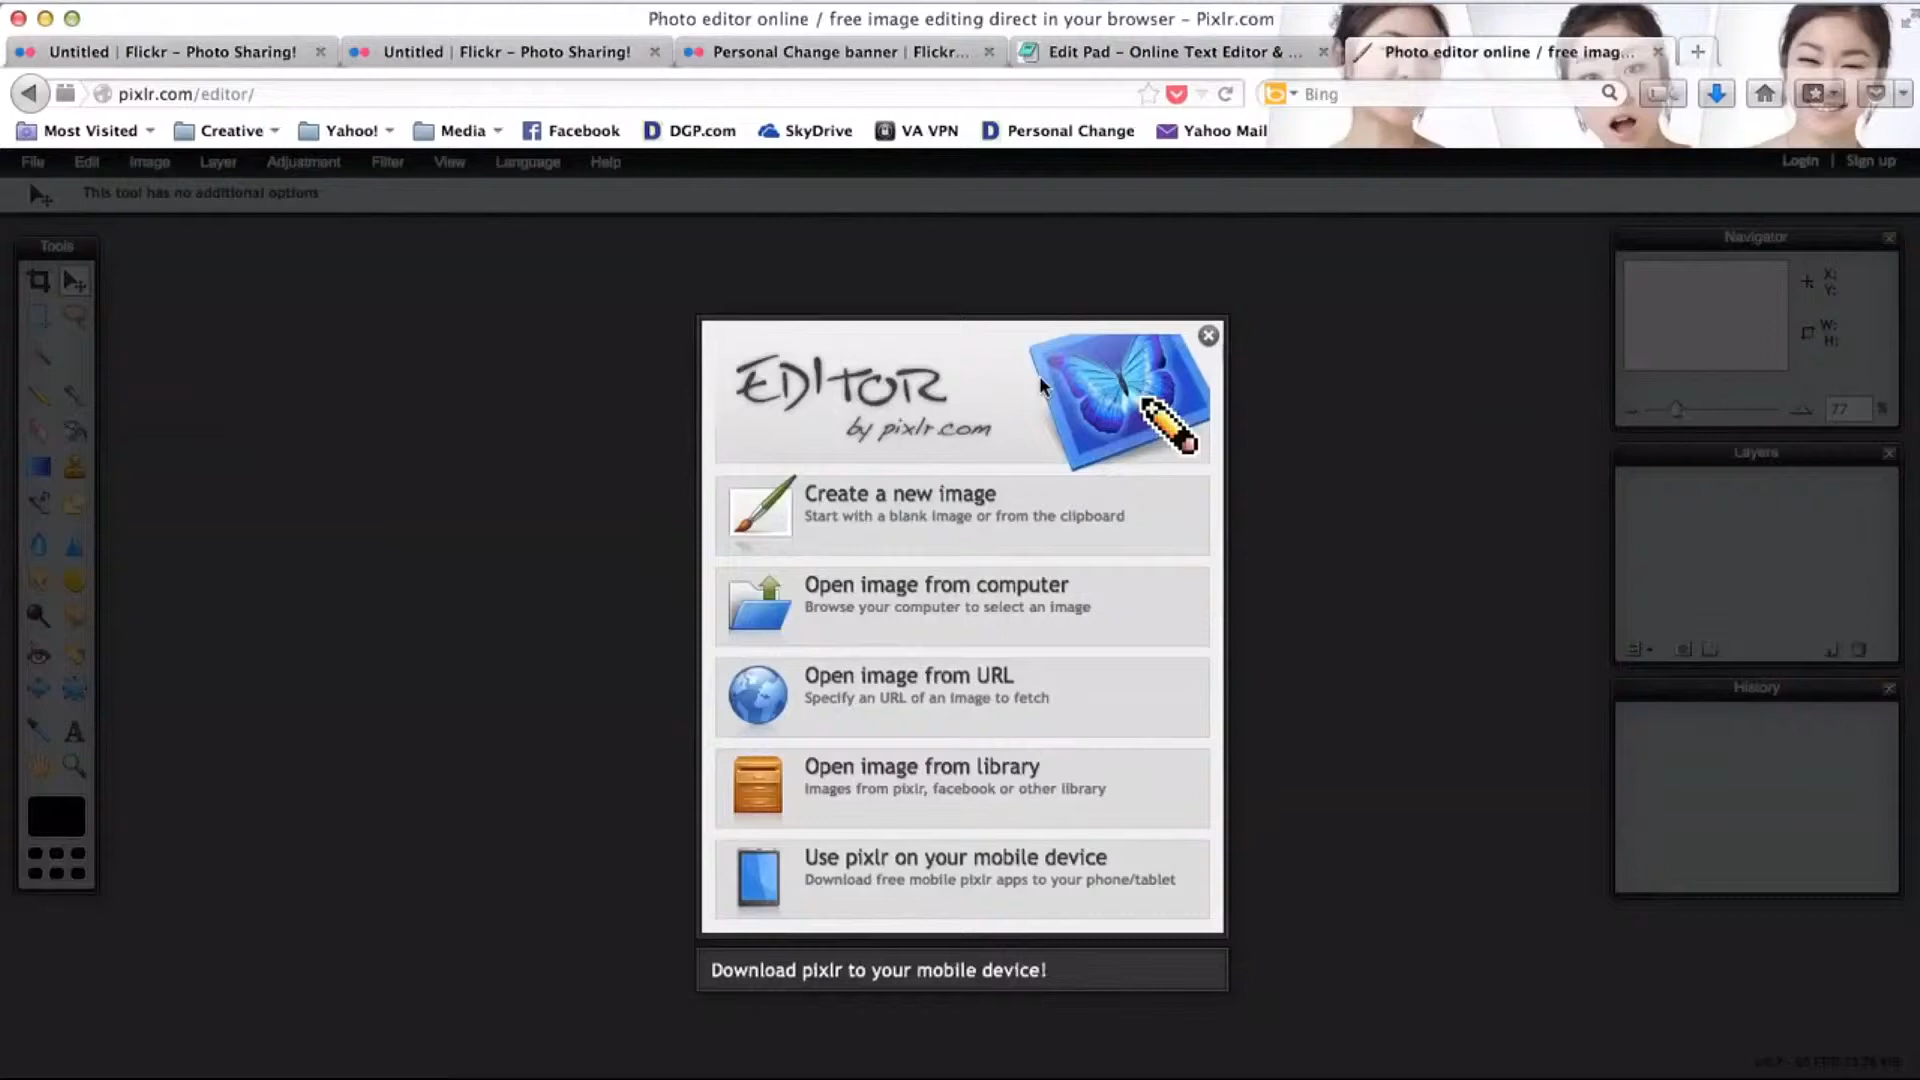 Photo editor online / free image editing direct in your browser – Pixlr.com
Untitled | Flickr – Photo Sharing!
Untitled | Flickr – Photo Sharing!
Personal Change banner | Flickr...
Edit Pad – Online Text Editor & ...
Photo editor online / free imag...
pixlr.com/editor/
Bing
Most Visited
Creative
Yahoo!
Media
Facebook
DGP.com
SkyDrive
VA VPN
Personal Change
Yahoo Mail
File
Edit
Image
Layer
Adjustment
Filter
View
Language
Help
Login | Sign up
This tool has no additional options
Tools
Navigator
X:
Y:
W:
H:
77 %
EDITOR
by pixlr.com
Create a new image
Start with a blank image or from the clipboard
Open image from computer
Browse your computer to select an image
Open image from URL
Specify an URL of an image to fetch
Open image from library
Images from pixlr, facebook or other library
Use pixlr on your mobile device
Download free mobile pixlr apps to your phone/tablet
Layers
History
A
Download pixlr to your mobile device!